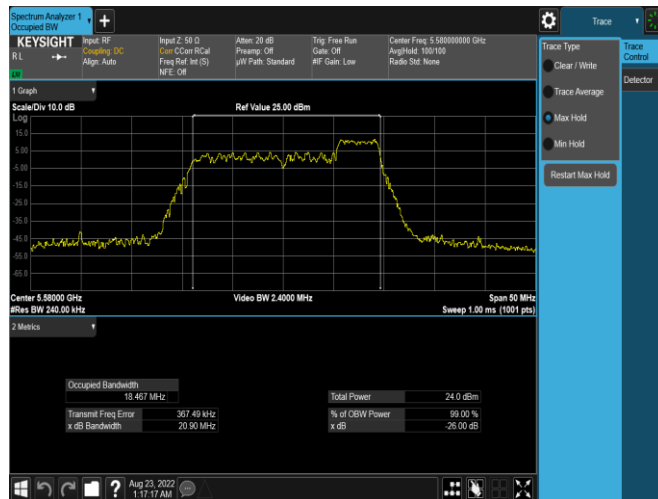 Spectrum Analyzer 1
Occupied BW
KEYSIGHT
RL
Input: RF
Coupling: DC
Align: Auto
Input Z: 50 Ω
Corr CCorr RCal
Freq Ref: Int (S)
NFE: Off
Atten: 20 dB
Preamp: Off
µW Path: Standard
Trig: Free Run
Gate: Off
#IF Gain: Low
Center Freq: 5.580000000 GHz
Avg|Hold: 100/100
Radio Std: None
1 Graph
Scale/Div 10.0 dB
Ref Value 25.00 dBm
Log
15.0
5.00
-5.00
-15.0
-25.0
-35.0
-45.0
-55.0
-65.0
Center 5.58000 GHz
#Res BW 240.00 kHz
Video BW 2.4000 MHz
Span 50 MHz
Sweep 1.00 ms (1001 pts)
2 Metrics
Occupied Bandwidth
18.467 MHz
Transmit Freq Error 367.49 kHz
x dB Bandwidth 20.90 MHz
Total Power 24.0 dBm
% of OBW Power 99.00 %
x dB -26.00 dB
Aug 23, 2022
1:17:17 AM
Trace
Trace Type
Clear / Write
Trace Average
Max Hold
Min Hold
Restart Max Hold
Trace
Control
Detector